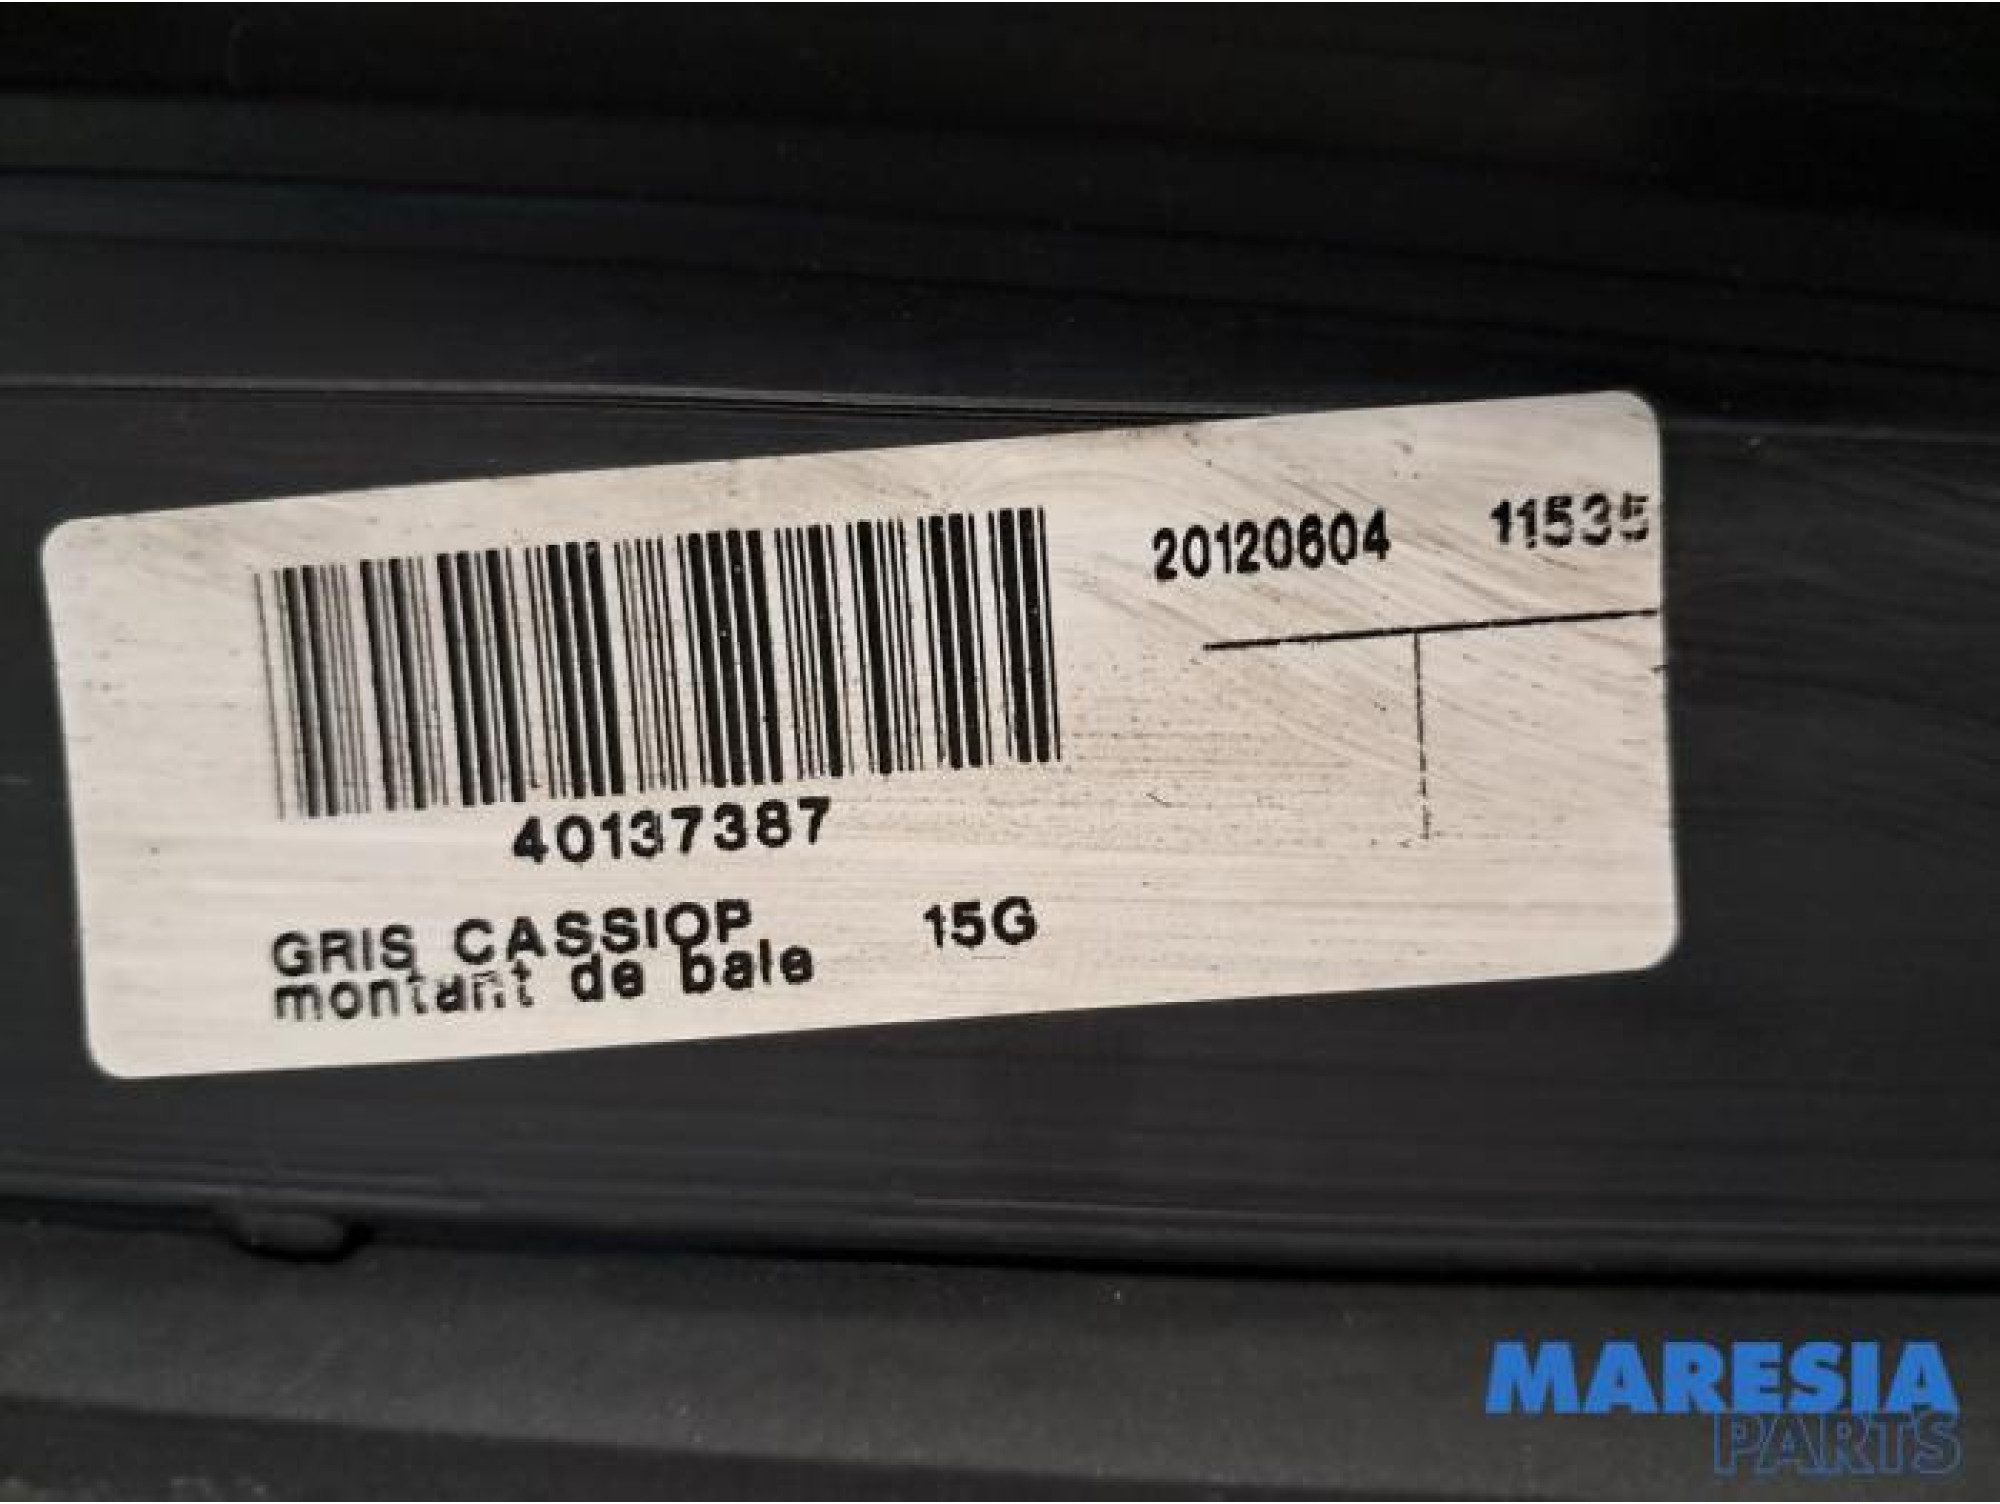 20120604 11535
40137387
GRIS CASSIOP 15G
montant de baie
MARESIA
PARTS